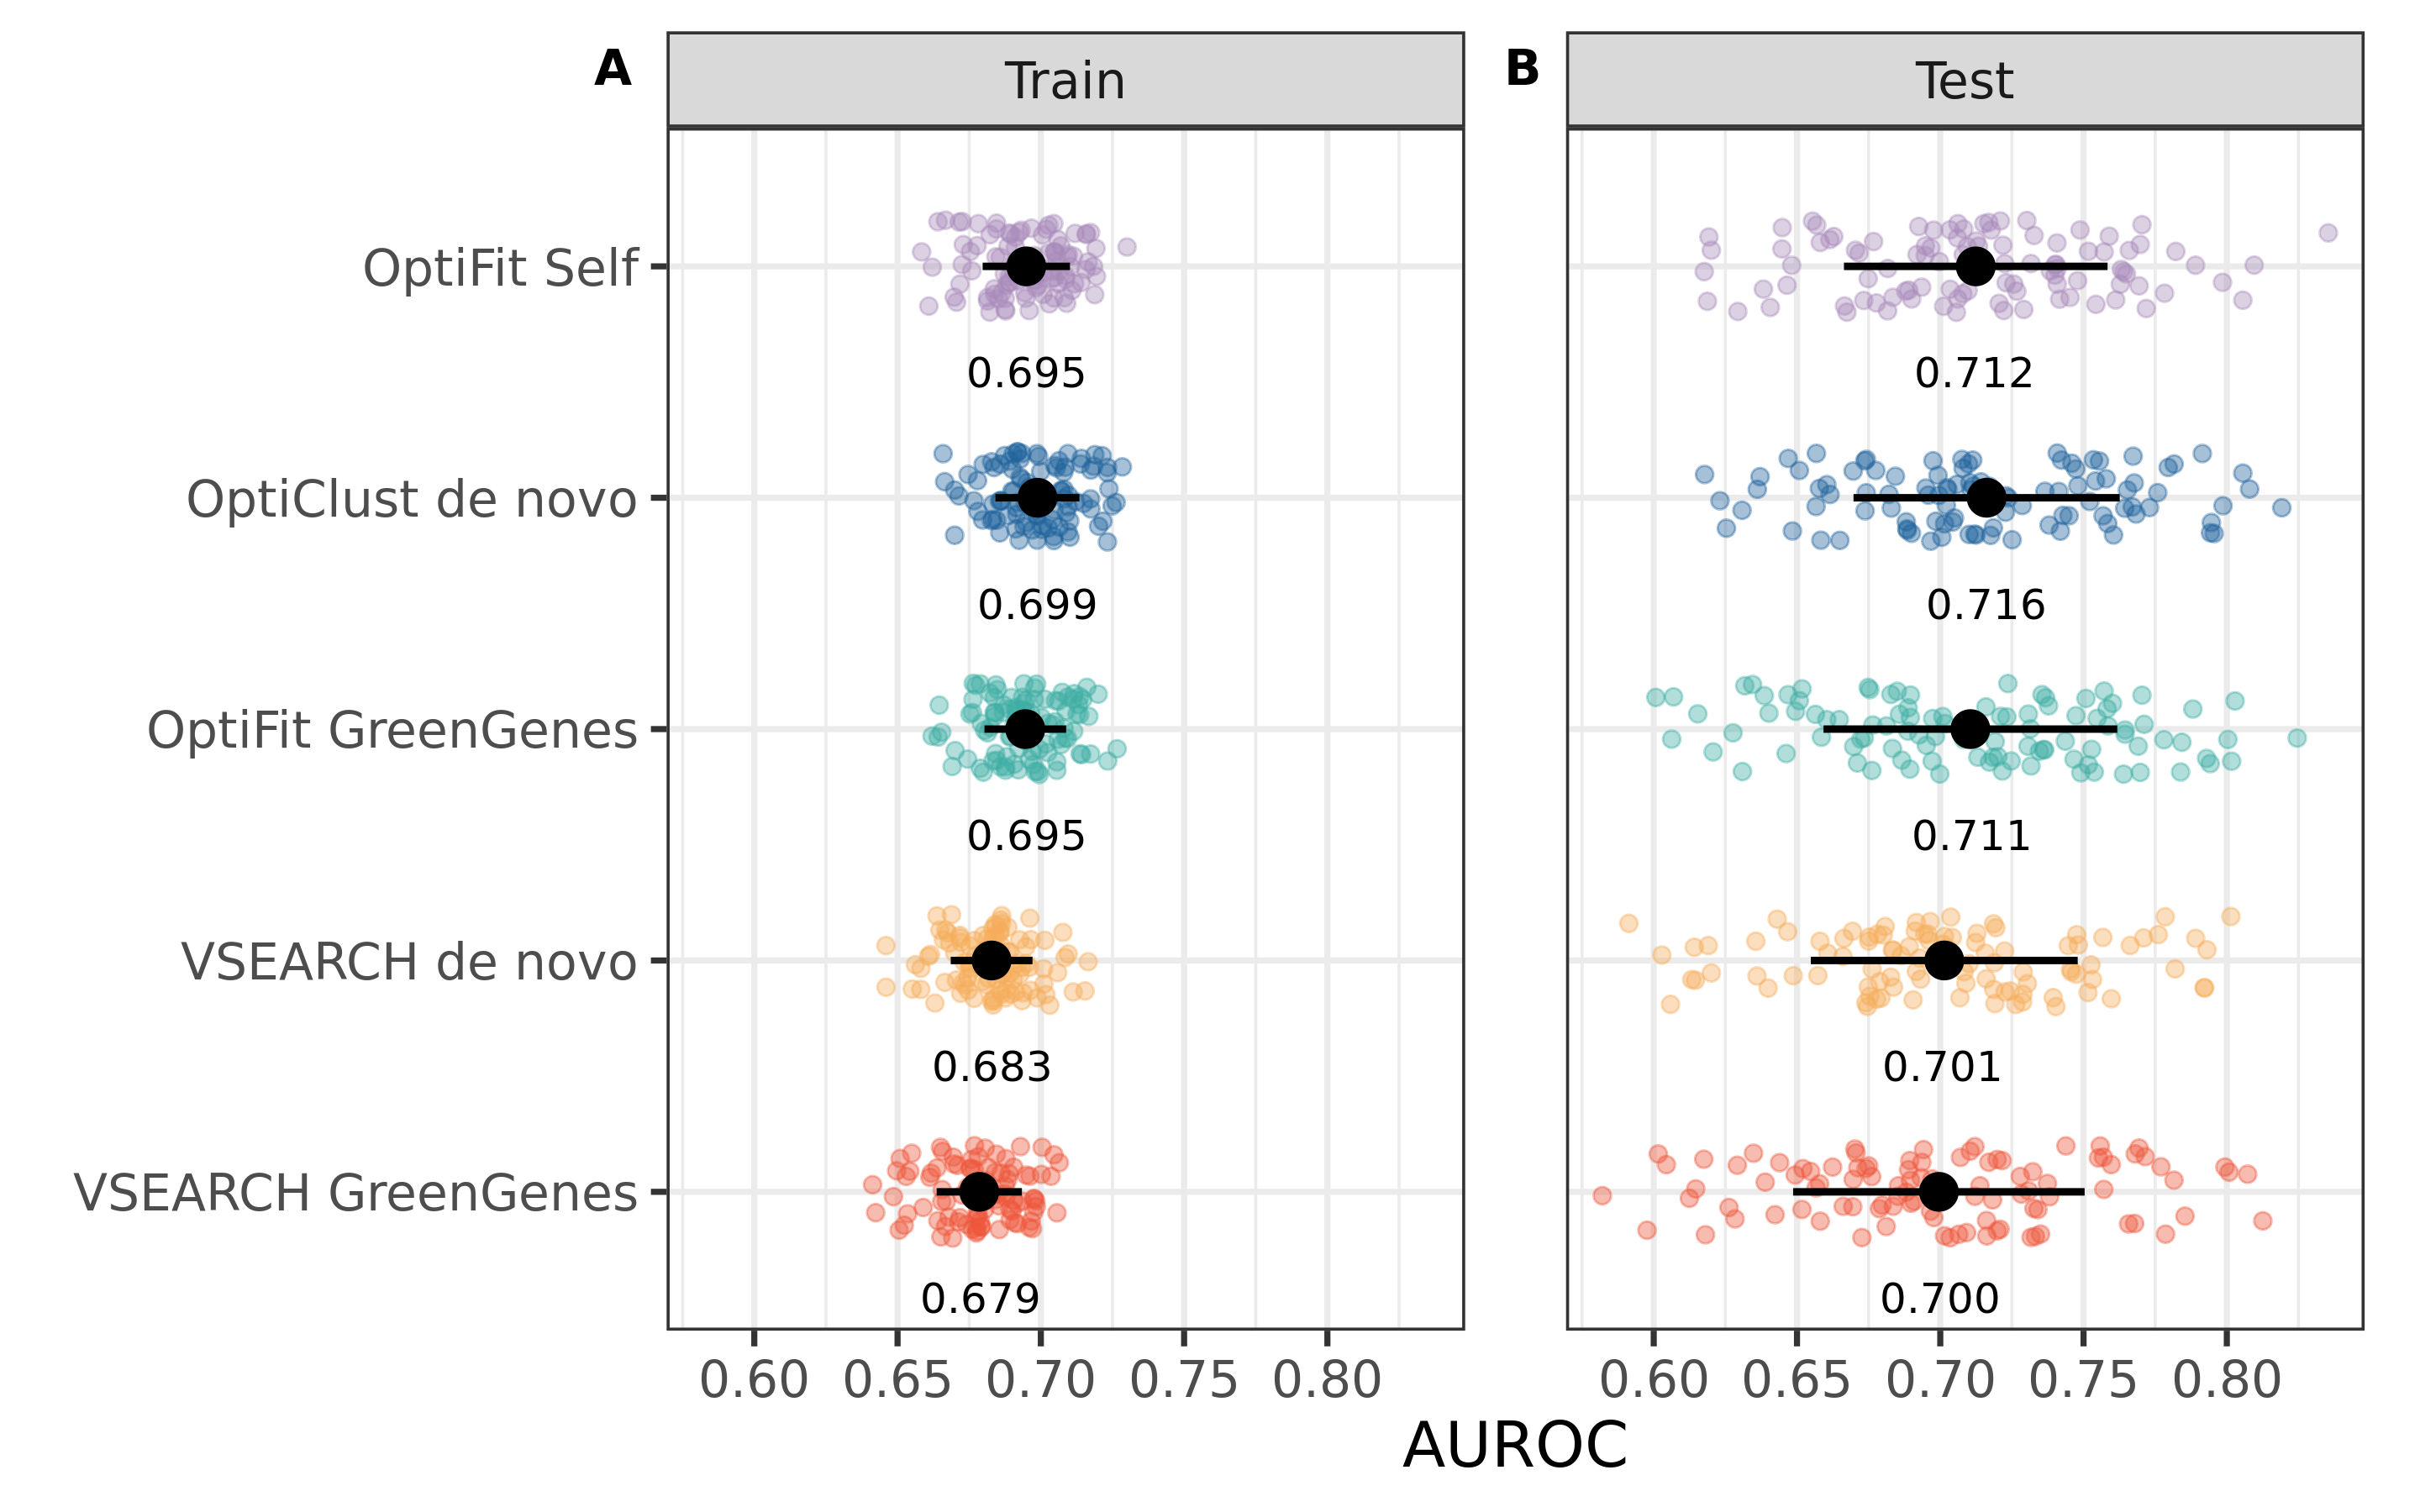 A
Train
B
Test
OptiFit Self
0.695
0.712
OptiClust de novo
0.699
0.716
OptiFit GreenGenes
0.695
0.711
VSEARCH de novo
0.683
0.701
VSEARCH GreenGenes
0.679
0.700
0.60 0.65 0.70 0.75 0.80
0.60 0.65 0.70 0.75 0.80
AUROC